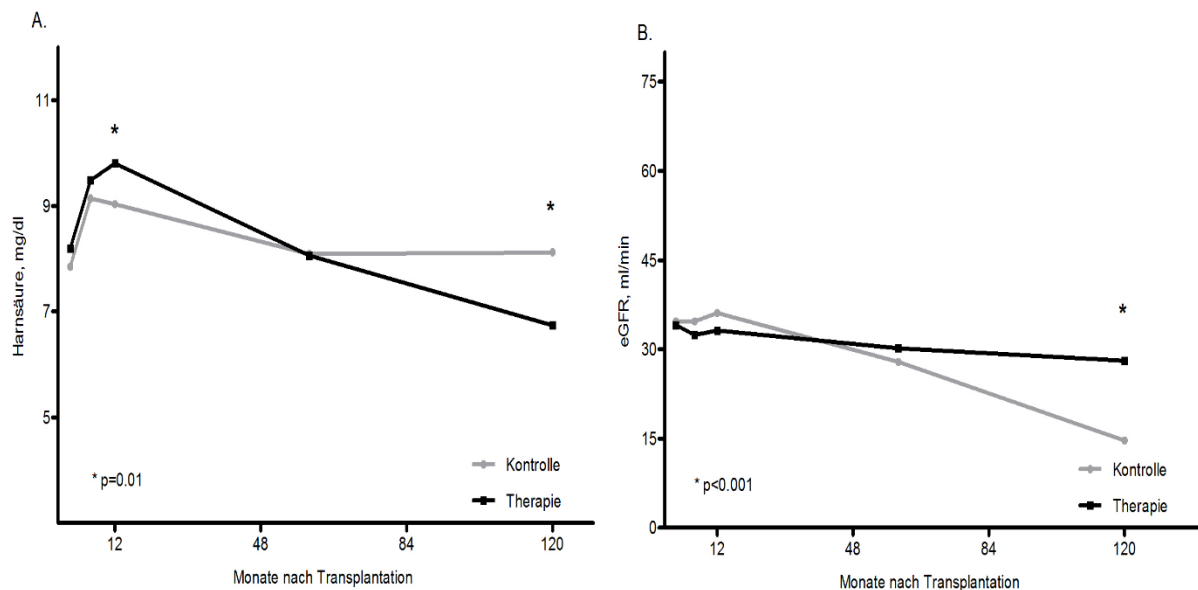 A.
Harnsäure, mg/dl
11
9
7
5
*
*
* p=0.01
Kontrolle
Therapie
12
48
84
120
Monate nach Transplantation
B.
eGFR, ml/min
75
60
45
30
15
0
*
* p<0.001
Kontrolle
Therapie
12
48
84
120
Monate nach Transplantation